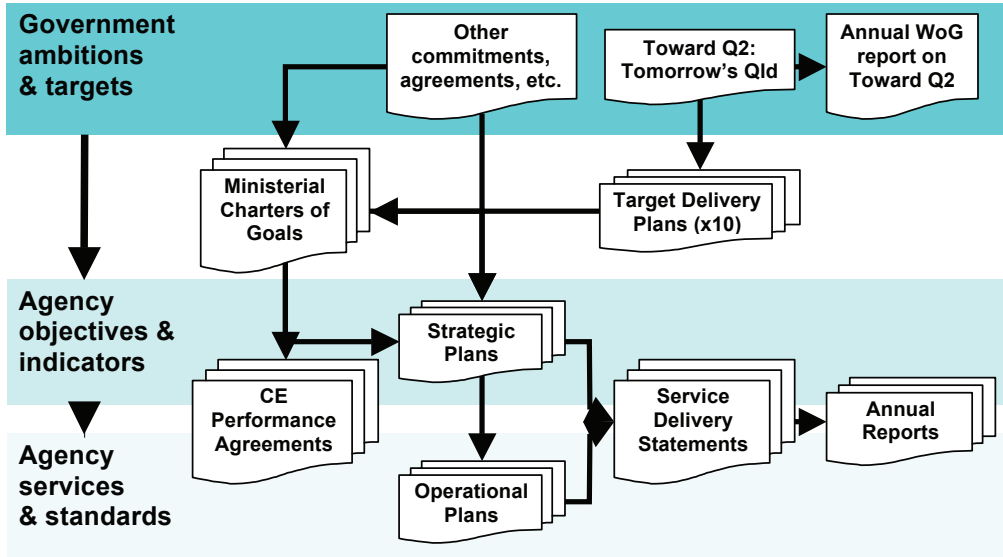 Government
ambitions
& targets
Other
commitments,
agreements, etc.
Toward Q2:
Tomorrow's Qld
Annual WoG
report on
Toward Q2
Ministerial
Charters of
Goals
Target Delivery
Plans (x10)
Agency
objectives &
indicators
Strategic
Plans
CE
Performance
Agreements
Service
Delivery
Statements
Annual
Reports
Agency
services
& standards
Operational
Plans